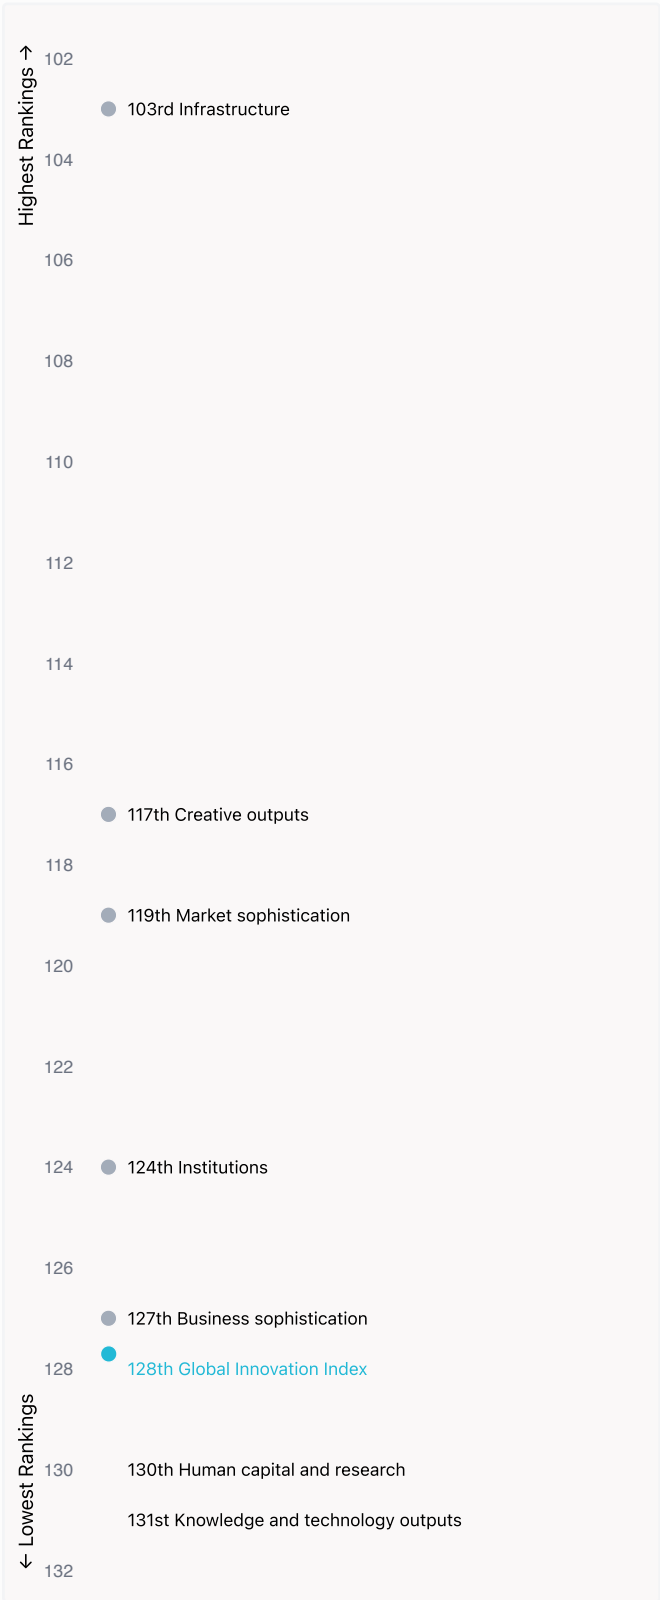 Highest Rankings →
102
103rd Infrastructure
104
106
108
110
112
114
116
117th Creative outputs
118
119th Market sophistication
120
122
124
124th Institutions
126
127th Business sophistication
128
128th Global Innovation Index
← Lowest Rankings
130
130th Human capital and research
131st Knowledge and technology outputs
132